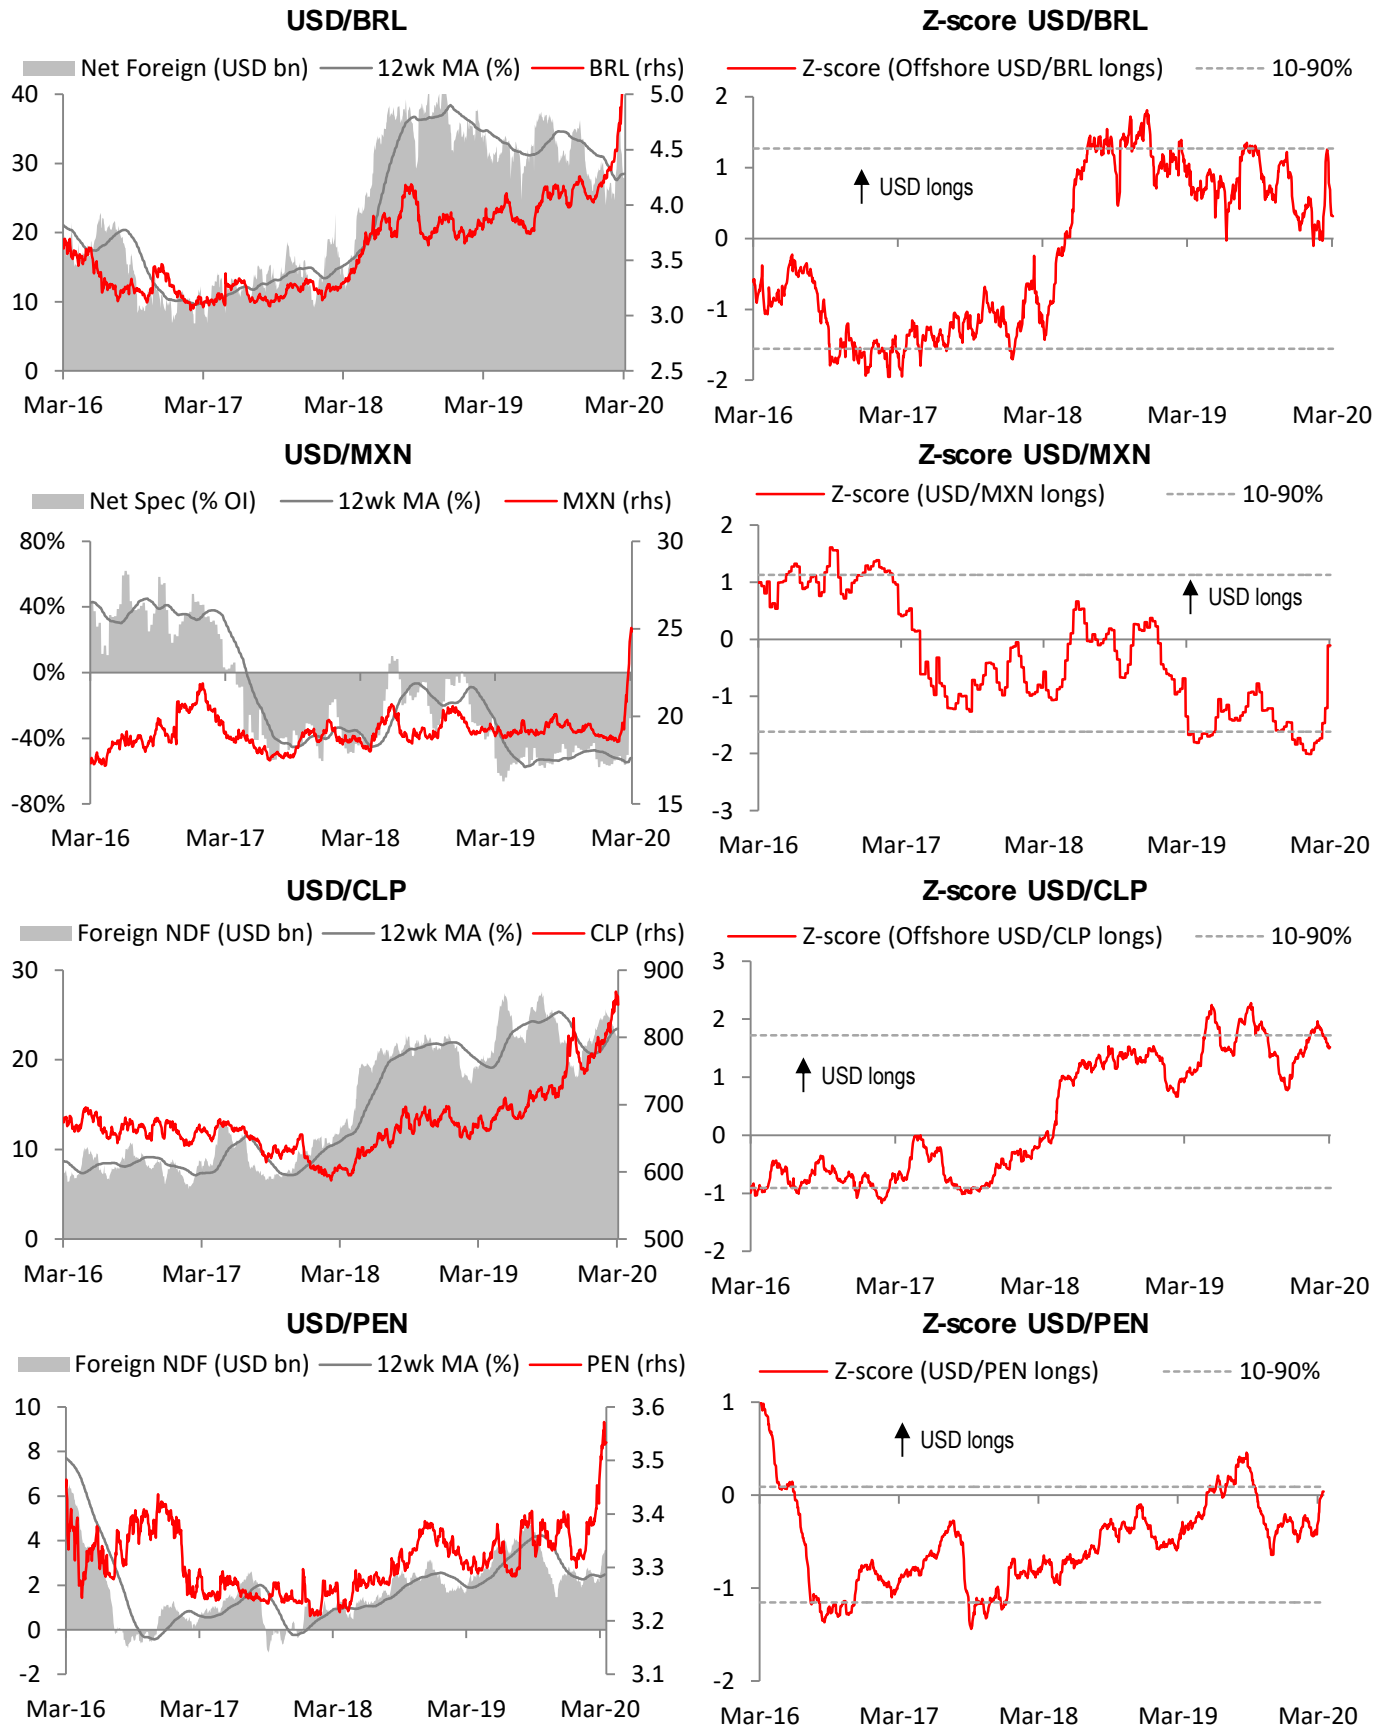 USD/BRL
Net Foreign (USD bn) 12wk MA (%) BRL (rhs)
40 5.0
30 4.5
4.0
20 3.5
10 3.0
0 2.5
Mar-16 Mar-17 Mar-18 Mar-19 Mar-20
Z-score USD/BRL
Z-score (Offshore USD/BRL longs) 10-90%
2
1
USD longs
0
-1
-2
Mar-16 Mar-17 Mar-18 Mar-19 Mar-20
USD/MXN
Net Spec (% OI) 12wk MA (%) MXN (rhs)
80% 30
40% 25
0%
20
-40%
-80% 15
Mar-16 Mar-17 Mar-18 Mar-19 Mar-20
Z-score USD/MXN
Z-score (USD/MXN longs) 10-90%
2
1
USD longs
0
-1
-2
-3
Mar-16 Mar-17 Mar-18 Mar-19 Mar-20
USD/CLP
Foreign NDF (USD bn) 12wk MA (%) CLP (rhs)
30 900
800
20
700
10 600
0 500
Mar-16 Mar-17 Mar-18 Mar-19 Mar-20
Z-score USD/CLP
Z-score (Offshore USD/CLP longs) 10-90%
3
2
1
USD longs
0
-1
-2
Mar-16 Mar-17 Mar-18 Mar-19 Mar-20
USD/PEN
Foreign NDF (USD bn) 12wk MA (%) PEN (rhs)
10 3.6
8 3.5
6 3.4
4
3.3
2
0 3.2
-2 3.1
Mar-16 Mar-17 Mar-18 Mar-19 Mar-20
Z-score USD/PEN
Z-score (USD/PEN longs) 10-90%
1
USD longs
0
-1
-2
Mar-16 Mar-17 Mar-18 Mar-19 Mar-20